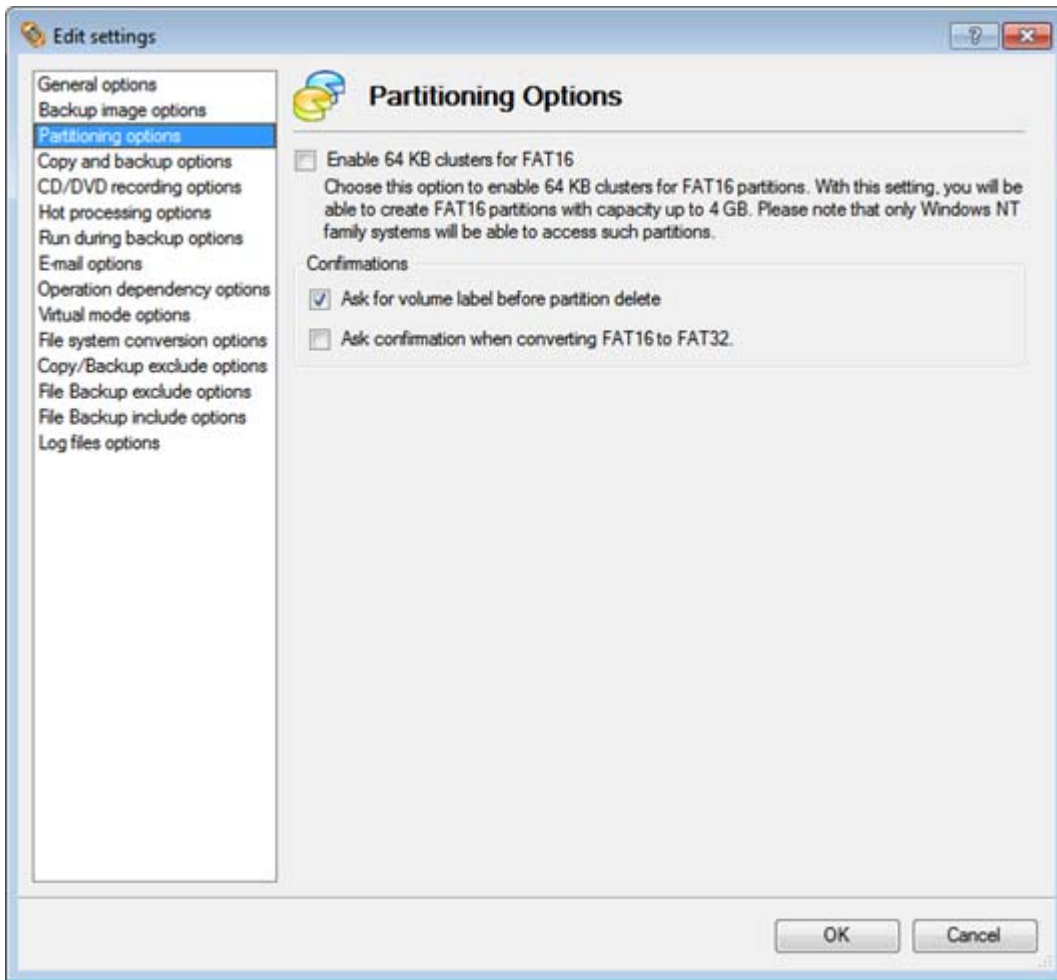 Edit settings
General options
Backup image options
Partitioning options
Copy and backup options
CD/DVD recording options
Hot processing options
Run during backup options
E-mail options
Operation dependency options
Virtual mode options
File system conversion options
Copy/Backup exclude options
File Backup exclude options
File Backup include options
Log files options
Partitioning Options
Enable 64 KB clusters for FAT16
Choose this option to enable 64 KB clusters for FAT16 partitions. With this setting, you will be
able to create FAT16 partitions with capacity up to 4 GB. Please note that only Windows NT
family systems will be able to access such partitions.
Confirmations
Ask for volume label before partition delete
Ask confirmation when converting FAT16 to FAT32.
OK
Cancel